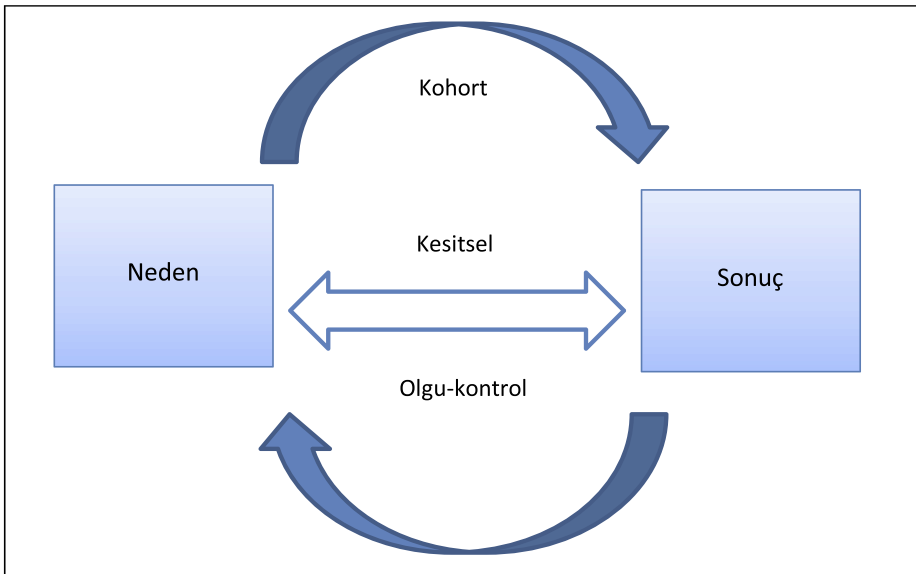 Kohort
Kesitsel
Neden
Sonuç
Olgu-kontrol